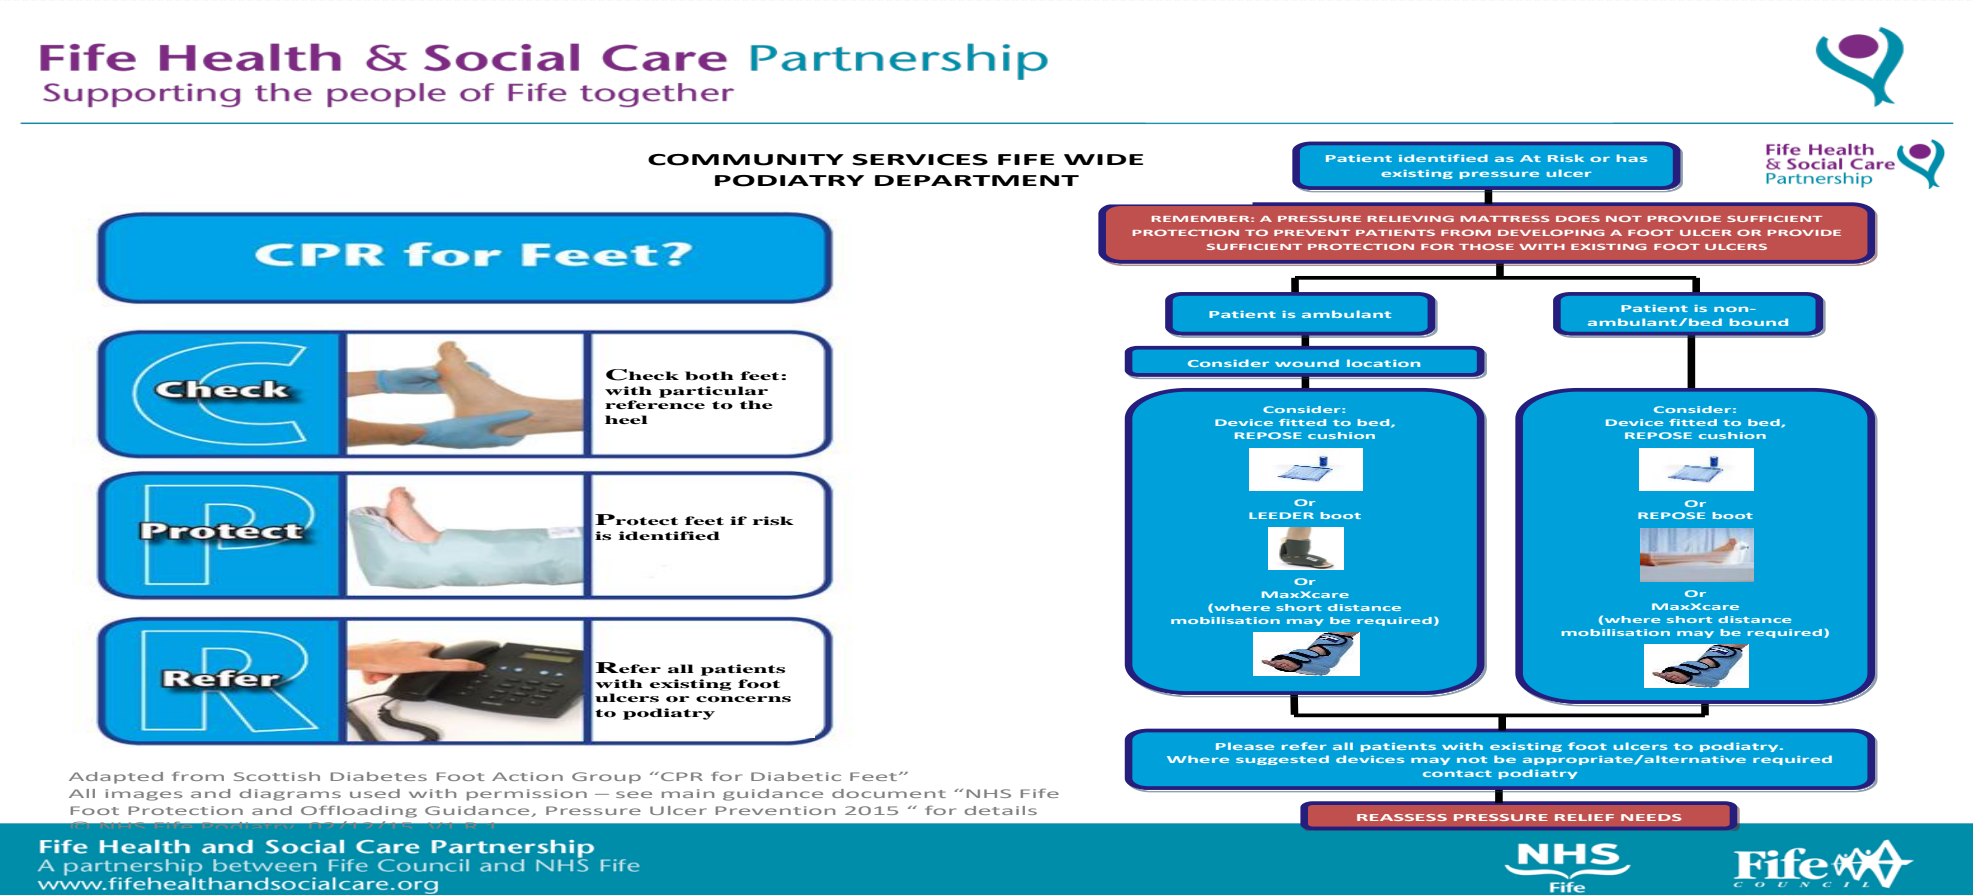 Fife Health & Social Care Partnership
Supporting the people of Fife together
COMMUNITY SERVICES FIFE WIDE
PODIATRY DEPARTMENT
CPR for Feet?
Check
Check both feet:
with particular
reference to the
heel
Protect
Protect feet if risk
is identified
Refer
Refer all patients
with existing foot
ulcers or concerns
to podiatry
Adapted from Scottish Diabetes Foot Action Group “CPR for Diabetic Feet”
All images and diagrams used with permission – see main guidance document “NHS Fife
Foot Protection and Offloading Guidance, Pressure Ulcer Prevention 2015 “ for details
© NHS Fife Podiatry 02/12/15 V1 R 1
Patient identified as At Risk or has
existing pressure ulcer
Fife Health
& Social Care
Partnership
REMEMBER: A PRESSURE RELIEVING MATTRESS DOES NOT PROVIDE SUFFICIENT
PROTECTION TO PREVENT PATIENTS FROM DEVELOPING A FOOT ULCER OR PROVIDE
SUFFICIENT PROTECTION FOR THOSE WITH EXISTING FOOT ULCERS
Patient is ambulant
Consider wound location
Consider:
Device fitted to bed,
REPOSE cushion
Or
LEEDER boot
Or
MaxXcare
(where short distance
mobilisation may be required)
Patient is non-
ambulant/bed bound
Consider:
Device fitted to bed,
REPOSE cushion
Or
REPOSE boot
Or
MaxXcare
(where short distance
mobilisation may be required)
Please refer all patients with existing foot ulcers to podiatry.
Where suggested devices may not be appropriate/alternative required
contact podiatry
REASSESS PRESSURE RELIEF NEEDS
Fife Health and Social Care Partnership
A partnership between Fife Council and NHS Fife
www.fifehealthandsocialcare.org
NHS
Fife
Fife
COUNCIL